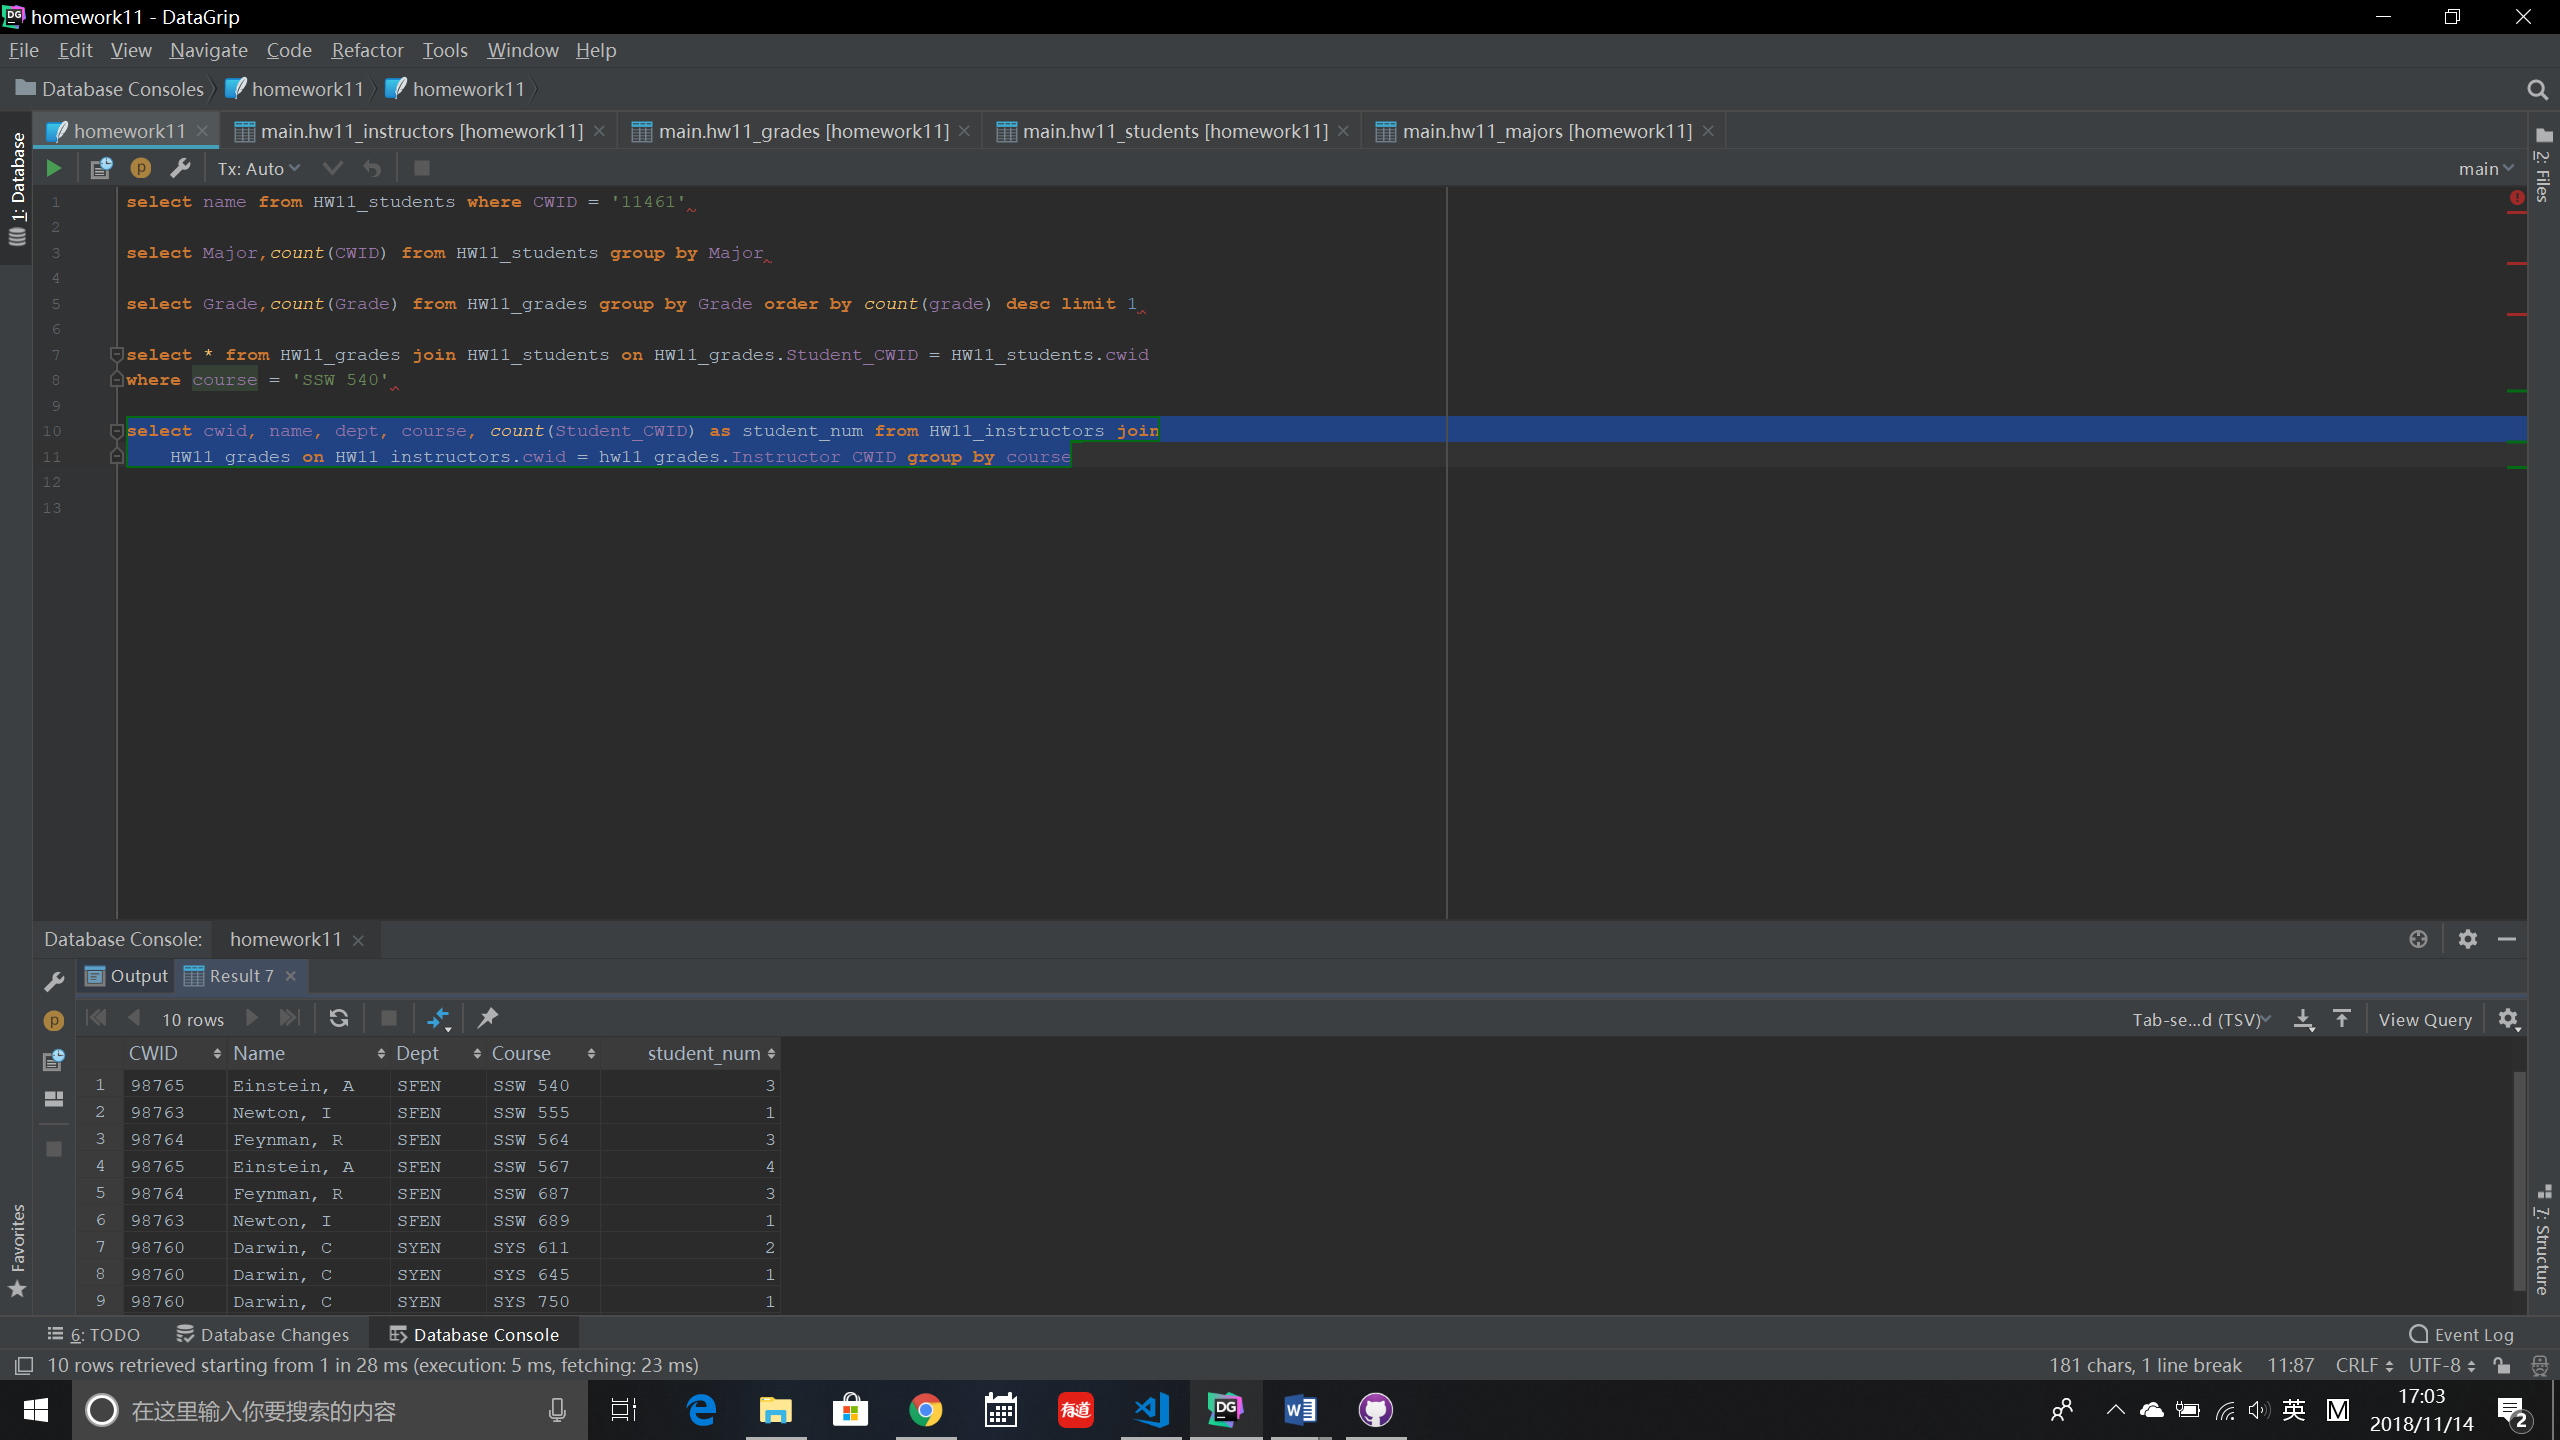 homework11 - DataGrip
File Edit View Navigate Code Refactor Tools Window Help
Database Consoles homework11 homework11
homework11 main.hw11_instructors [homework11] main.hw11_grades [homework11] main.hw11_students [homework11] main.hw11_majors [homework11]
Tx: Auto main
1: Database
2: Files
1 select name from HW11_students where CWID = '11461'
2
3 select Major,count(CWID) from HW11_students group by Major
4
5 select Grade,count(Grade) from HW11_grades group by Grade order by count(grade) desc limit 1
6
7 select * from HW11_grades join HW11_students on HW11_grades.Student_CWID = HW11_students.cwid
8 where course = 'SSW 540'
9
10 select cwid, name, dept, course, count(Student_CWID) as student_num from HW11_instructors join
11 HW11_grades on HW11_instructors.cwid = hw11_grades.Instructor_CWID group by course
12
13
Database Console: homework11
Output Result 7
10 rows Tab-se...d (TSV) View Query
CWID Name Dept Course student_num
1 98765 Einstein, A SFEN SSW 540 3
2 98763 Newton, I SFEN SSW 555 1
3 98764 Feynman, R SFEN SSW 564 3
4 98765 Einstein, A SFEN SSW 567 4
5 98764 Feynman, R SFEN SSW 687 3
6 98763 Newton, I SFEN SSW 689 1
7 98760 Darwin, C SYEN SYS 611 2
8 98760 Darwin, C SYEN SYS 645 1
9 98760 Darwin, C SYEN SYS 750 1
Favorites
7: Structure
6: TODO Database Changes Database Console Event Log
10 rows retrieved starting from 1 in 28 ms (execution: 5 ms, fetching: 23 ms) 181 chars, 1 line break 11:87 CRLF UTF-8
在这里输入你要搜索的内容 有道 DG 英 M 17:03
2018/11/14 2